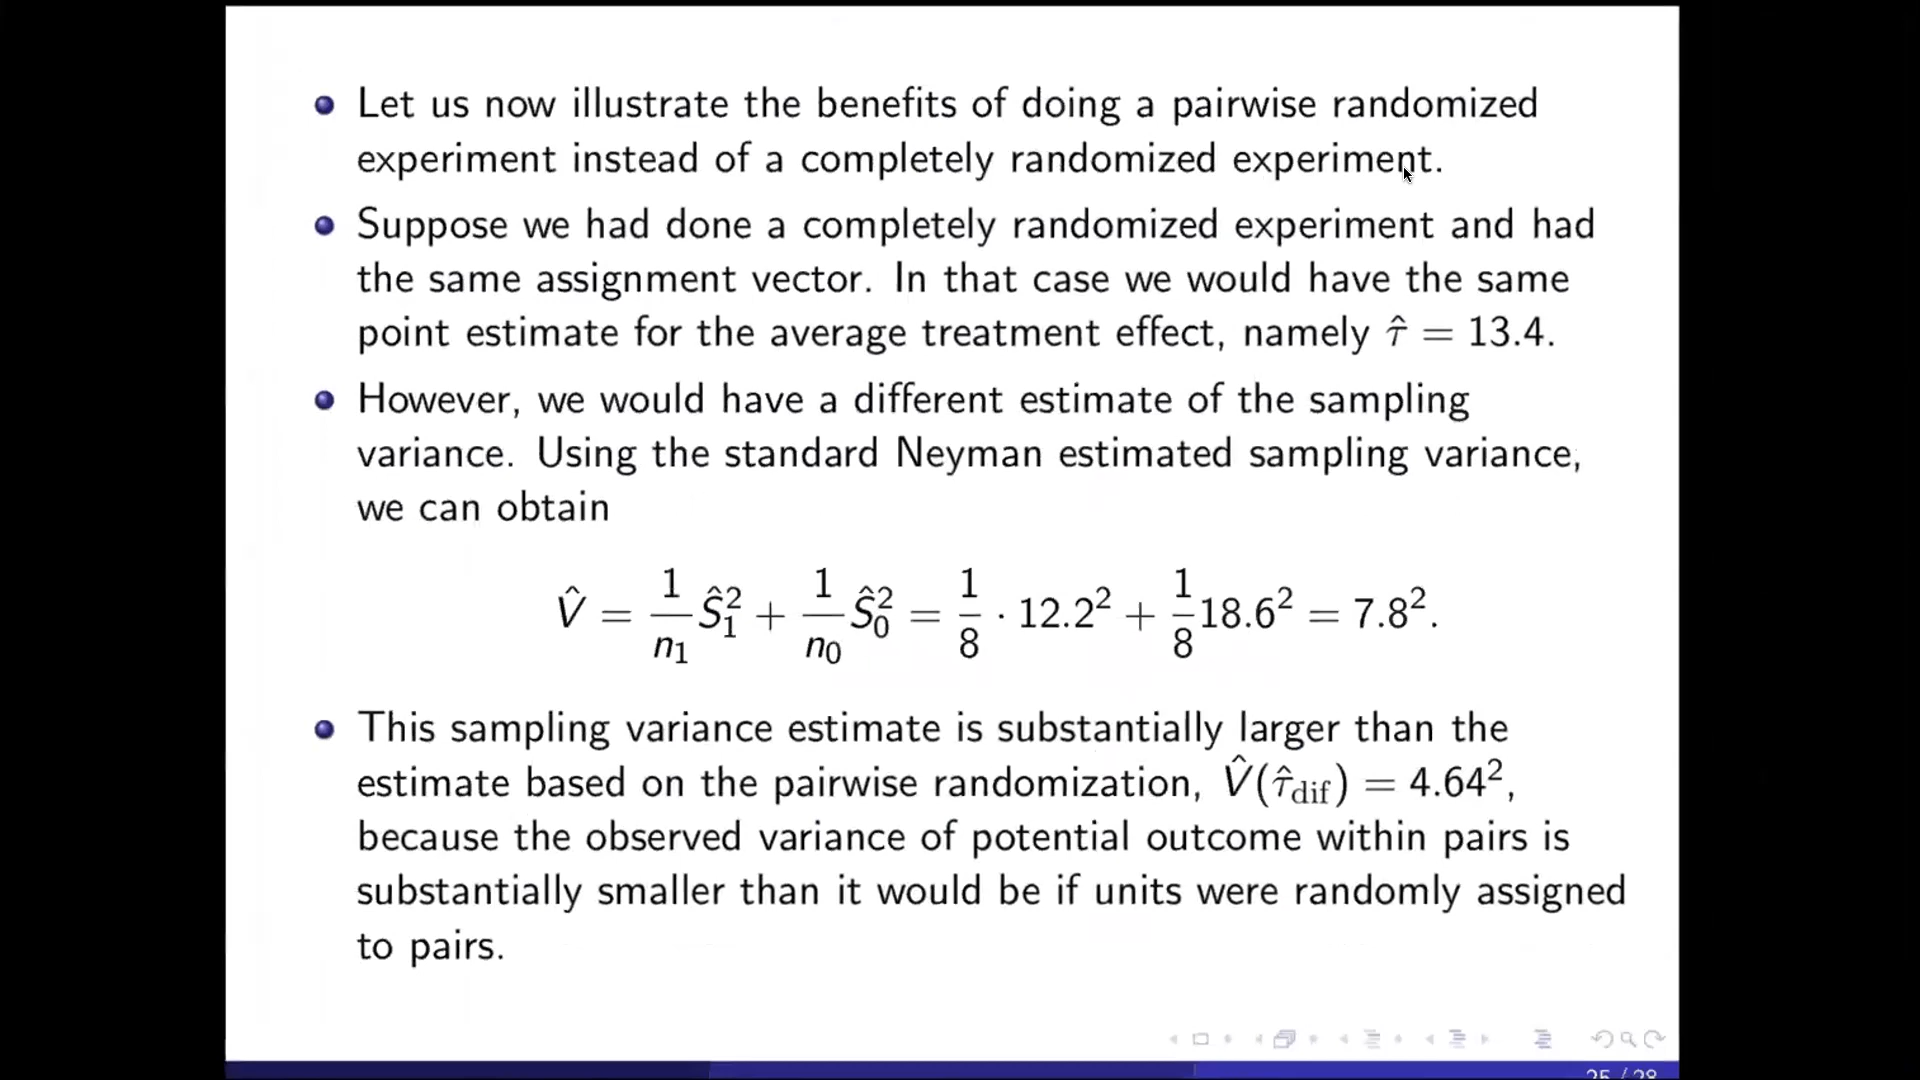 Let us now illustrate the benefits of doing a pairwise randomized
experiment instead of a completely randomized experiment.
Suppose we had done a completely randomized experiment and had
the same assignment vector. In that case we would have the same
point estimate for the average treatment effect, namely τ̂ = 13.4.
However, we would have a different estimate of the sampling
variance. Using the standard Neyman estimated sampling variance,
we can obtain
V̂ = 1/n₁ Ŝ₁² + 1/n₀ Ŝ₀² = 1/8 · 12.2² + 1/8 18.6² = 7.8².
This sampling variance estimate is substantially larger than the
estimate based on the pairwise randomization, V̂(τ̂_dif) = 4.64²,
because the observed variance of potential outcome within pairs is
substantially smaller than it would be if units were randomly assigned
to pairs.
25 / 28